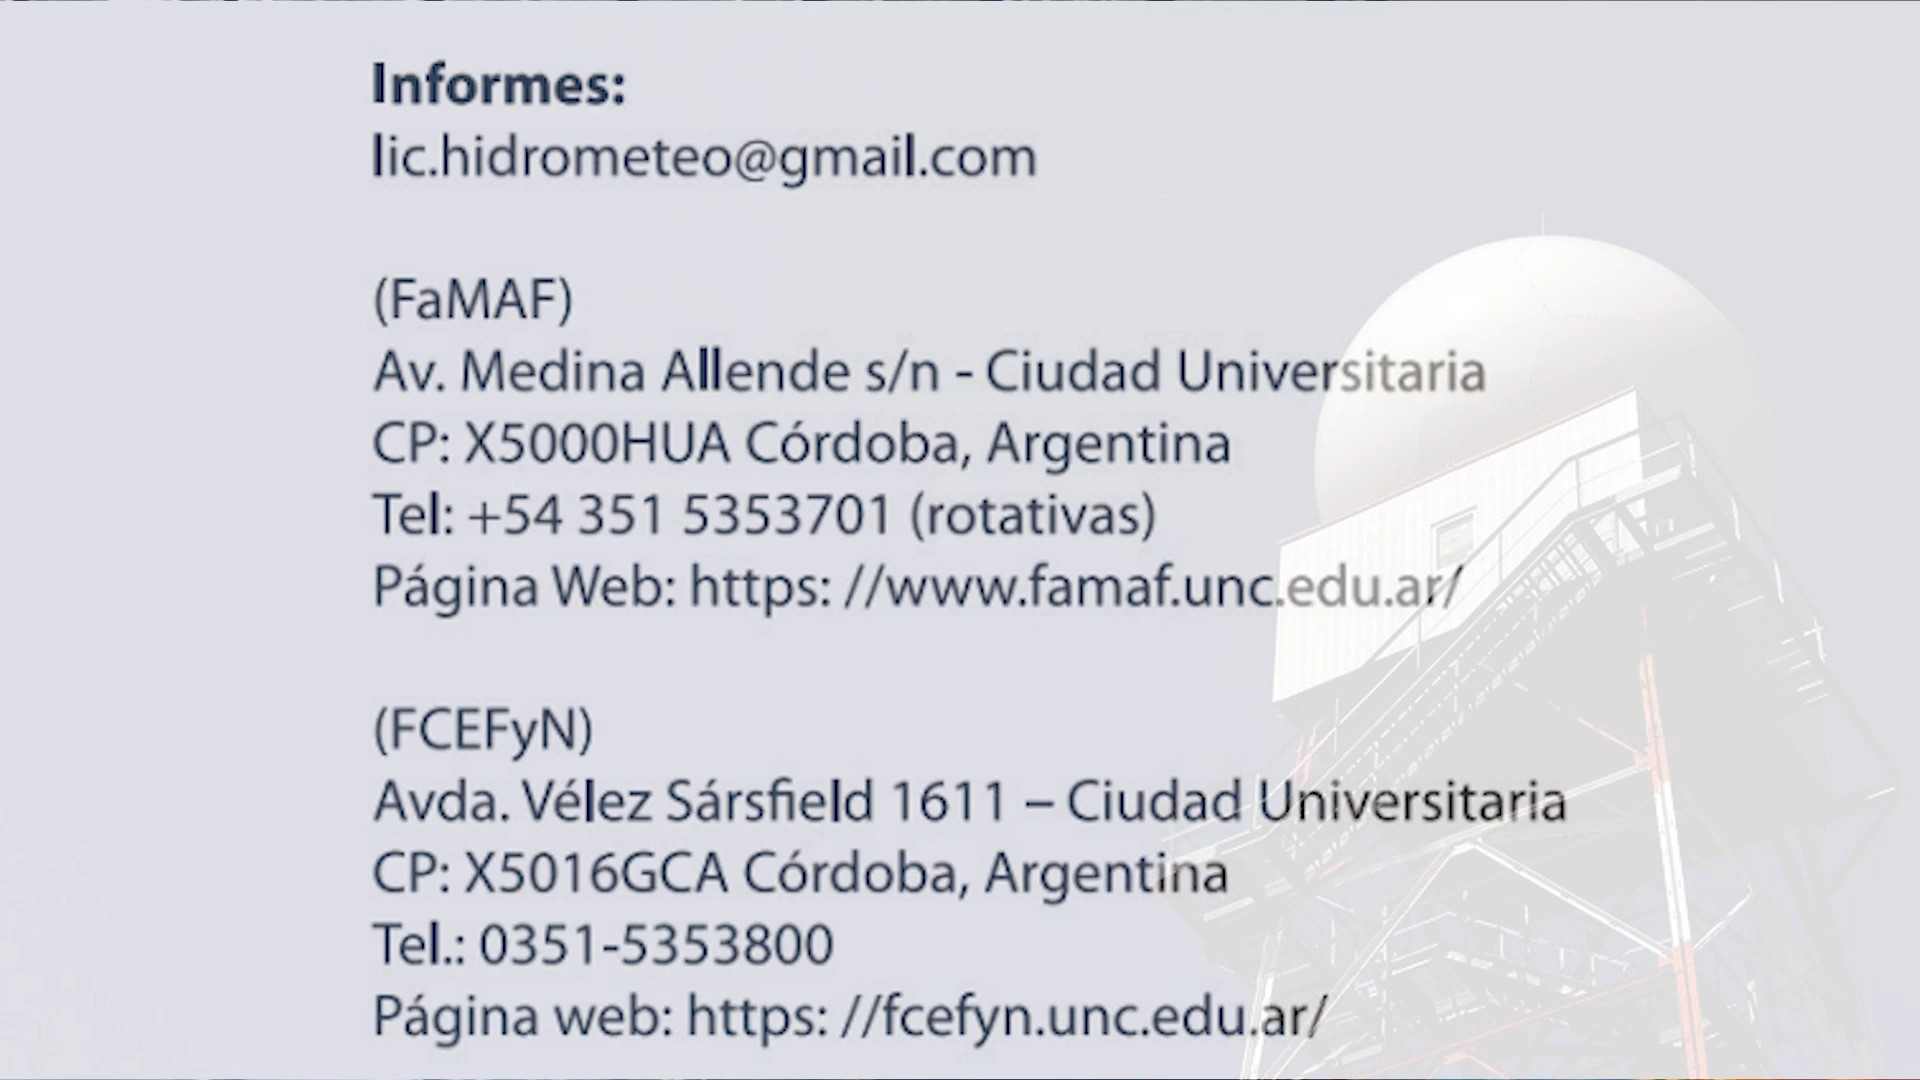 Informes:
lic.hidrometeo@gmail.com
(FaMAF)
Av. Medina Allende s/n - Ciudad Universitaria
CP: X5000HUA Córdoba, Argentina
Tel: +54 351 5353701 (rotativas)
Página Web: https: //www.famaf.unc.edu.ar/
(FCEFyN)
Avda. Vélez Sársfield 1611 – Ciudad Universitaria
CP: X5016GCA Córdoba, Argentina
Tel.: 0351-5353800
Página web: https: //fcefyn.unc.edu.ar/